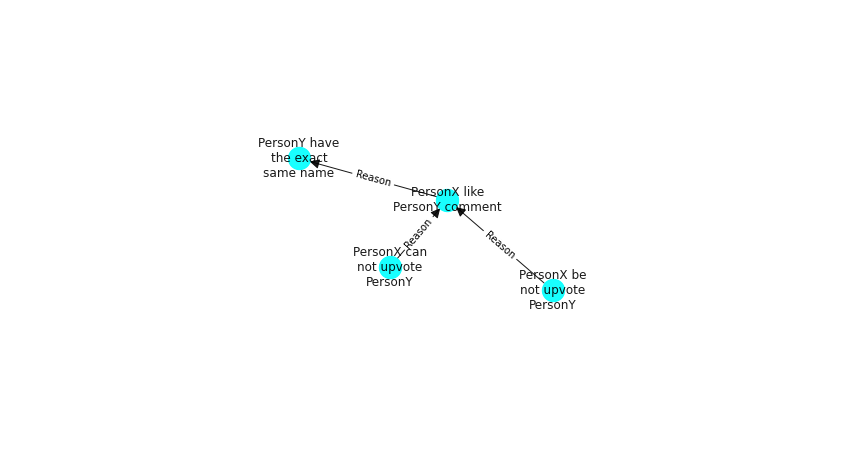 PersonY have
the exact
same name
Reason
PersonX like
PersonY comment
Reason
Reason
PersonX can
not upvote
PersonY
PersonX be
not upvote
PersonY